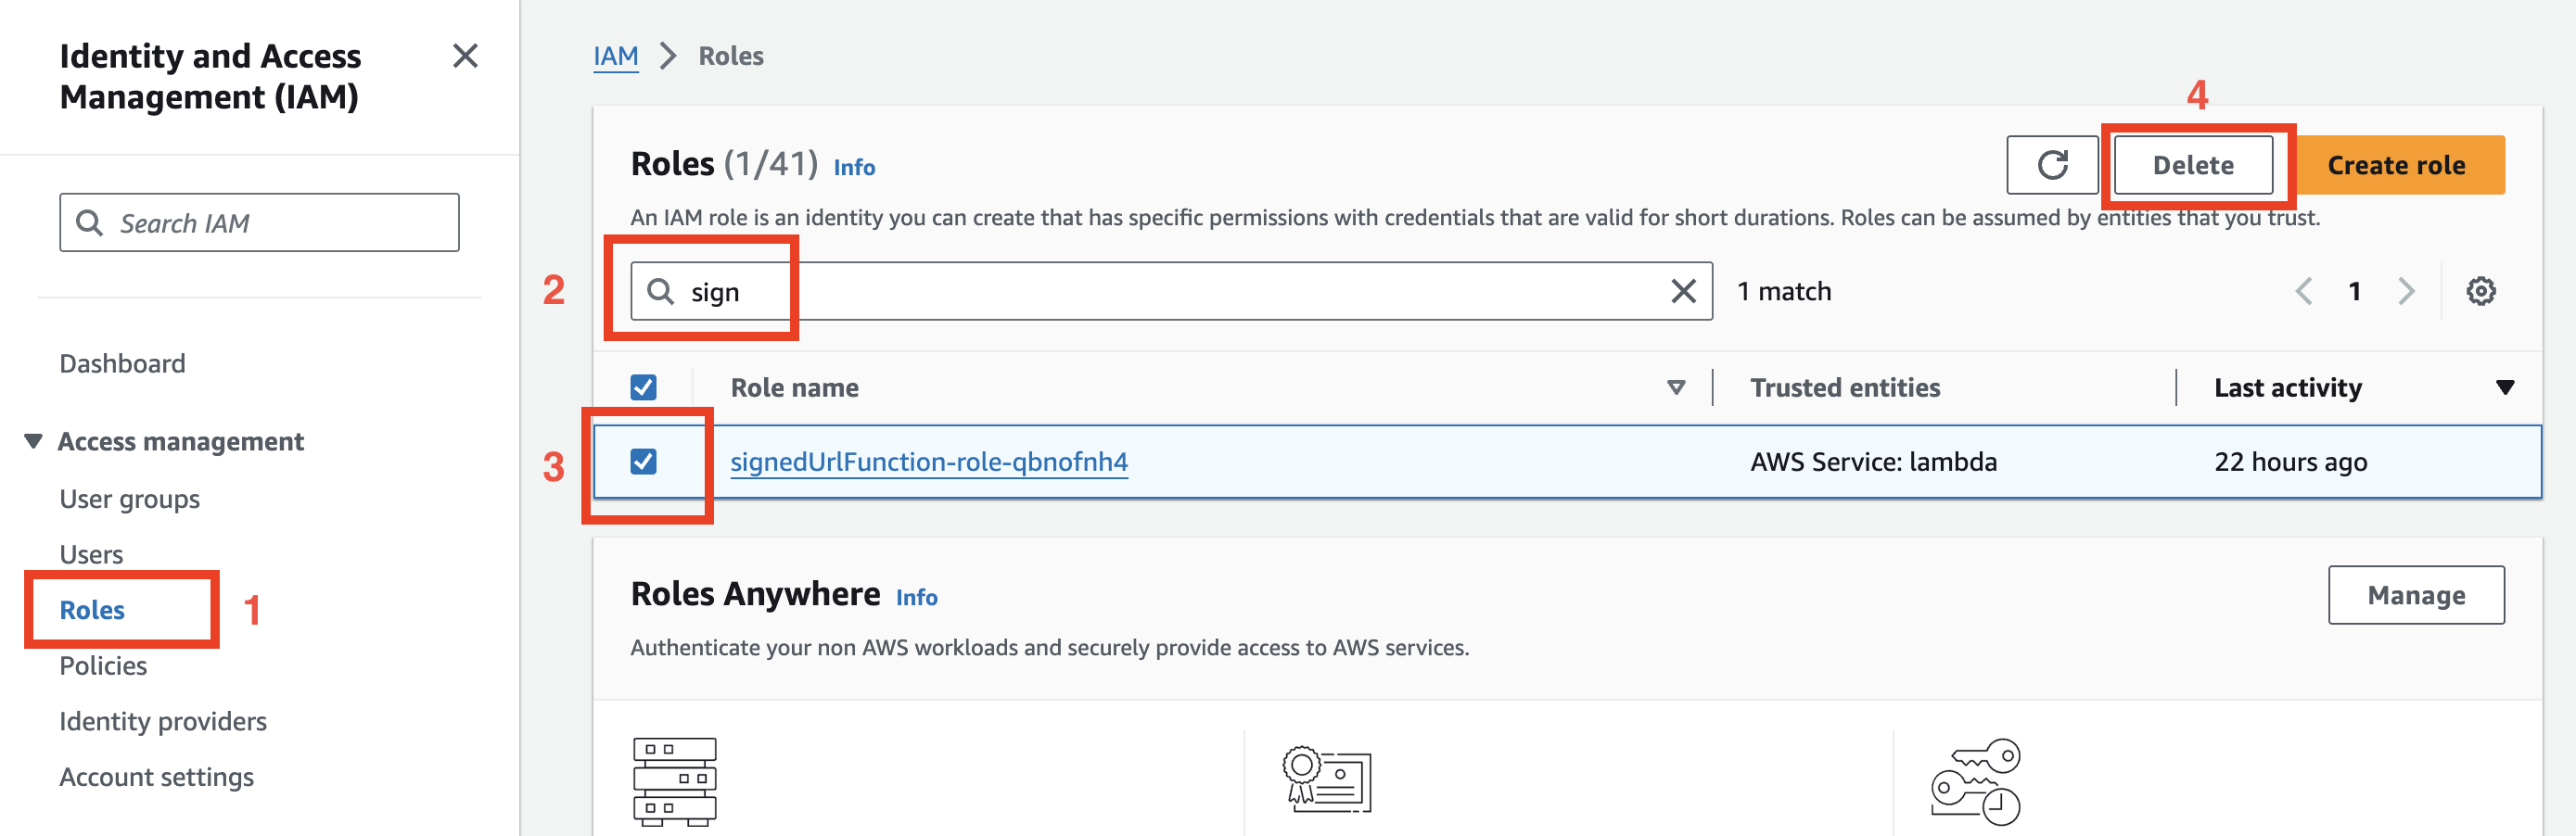 Identity and Access
Management (IAM)
Search IAM
Dashboard
Access management
User groups
Users
Roles
1
Policies
Identity providers
Account settings
IAM
Roles
4
Roles (1/41) Info
Delete
Create role
An IAM role is an identity you can create that has specific permissions with credentials that are valid for short durations. Roles can be assumed by entities that you trust.
2
sign
1 match
1
Role name
Trusted entities
Last activity
3
signedUrlFunction-role-qbnofnh4
AWS Service: lambda
22 hours ago
Roles Anywhere Info
Manage
Authenticate your non AWS workloads and securely provide access to AWS services.